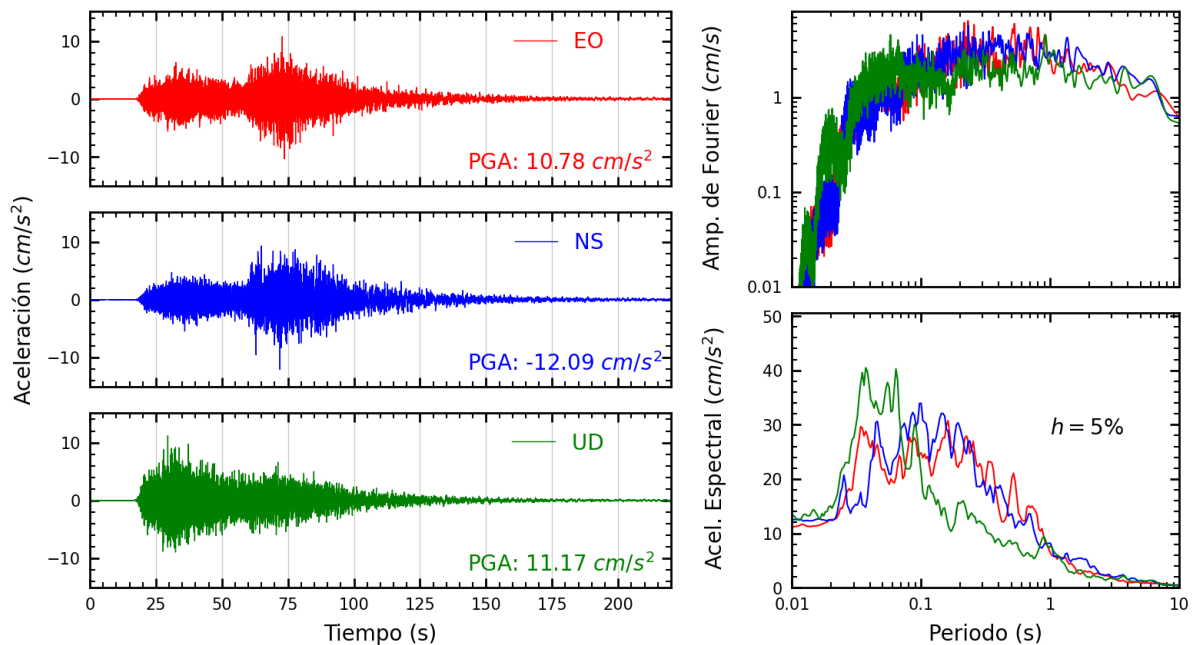 Aceleración (cm/s²)
10
0
−10
EO
PGA: 10.78 cm/s²
10
0
−10
NS
PGA: -12.09 cm/s²
10
0
−10
UD
PGA: 11.17 cm/s²
0 25 50 75 100 125 150 175 200
Tiempo (s)
Amp. de Fourier (cm/s)
1
0.1
0.01
Acel. Espectral (cm/s²)
50
40
30
20
10
0
h = 5%
0.01 0.1 1 10
Periodo (s)